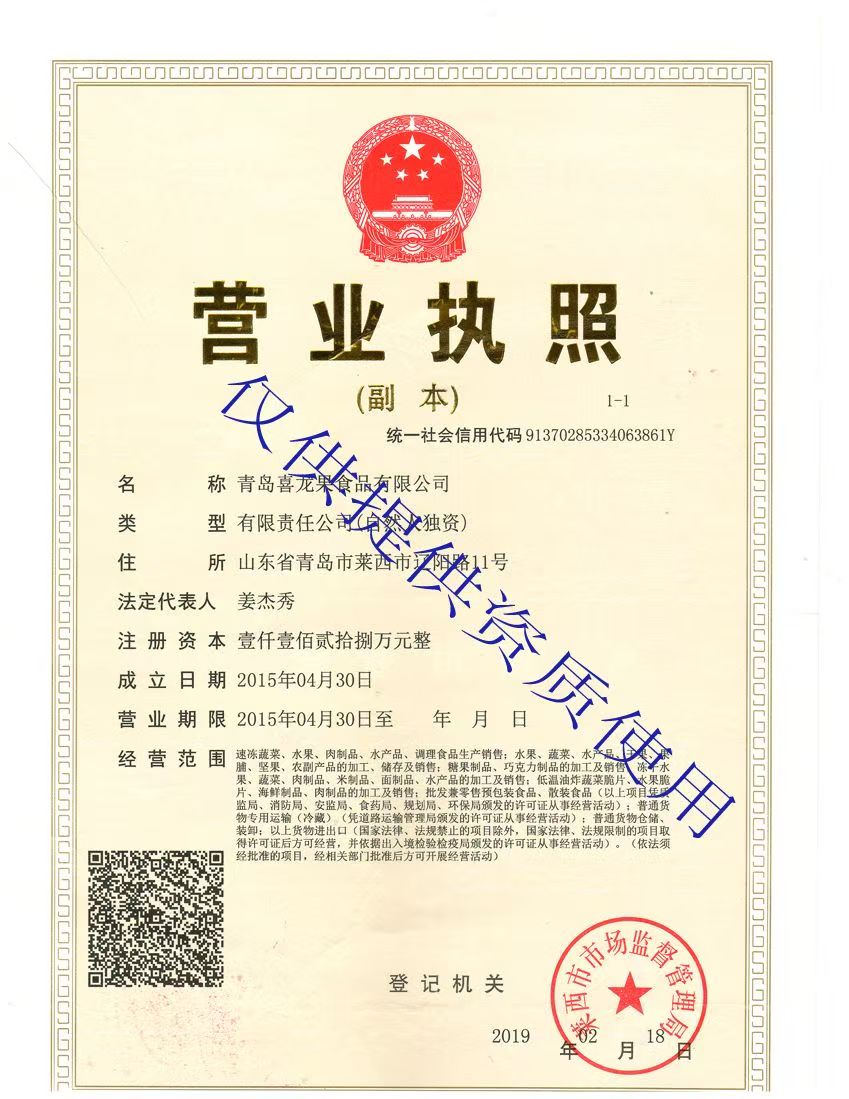 营业执照
(副 本)
1-1
统一社会信用代码 91370285334063861Y
名 称 青岛喜龙果食品有限公司
类 型 有限责任公司(自然人独资)
住 所 山东省青岛市莱西市辽阳路11号
法定代表人 姜杰秀
注册资本 壹仟壹佰贰拾捌万元整
成立日期 2015年04月30日
营业期限 2015年04月30日至 年 月 日
经营范围 速冻蔬菜、水果、肉制品、水产品、调理食品生产销售；水果、蔬菜、水产品、干果、果
脯、坚果、农副产品的加工、储存及销售；糖果制品、巧克力制品的加工及销售；冻干水
果、蔬菜、肉制品、米制品、面制品、水产品的加工及销售；低温油炸蔬菜脆片、水果脆
片、海鲜制品、肉制品的加工及销售；批发兼零售预包装食品、散装食品（以上项目凭质
监局、消防局、安监局、食药局、规划局、环保局颁发的许可证从事经营活动）；普通货
物专用运输（冷藏）（凭道路运输管理局颁发的许可证从事经营活动）；普通货物仓储、
装卸；以上货物进出口（国家法律、法规禁止的项目除外，国家法律、法规限制的项目取
得许可证后方可经营，并依据出入境检验检疫局颁发的许可证从事经营活动）。（依法须
经批准的项目，经相关部门批准后方可开展经营活动）
仅供提供资质使用
登记机关
莱西市市场监督管理局
2019 年 02 月 18 日